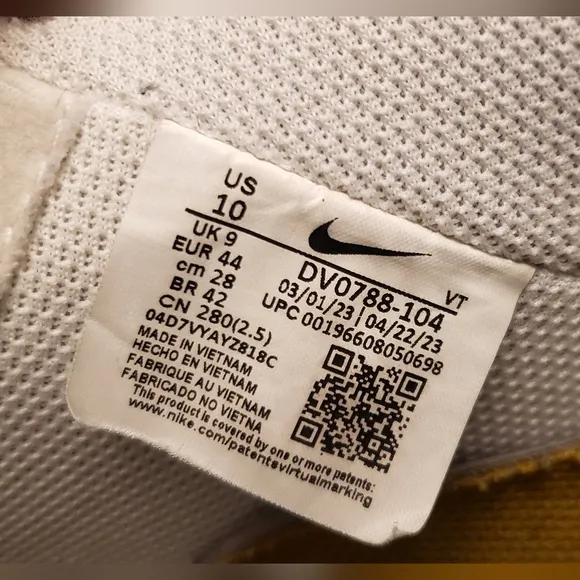 US
10
UK 9
EUR 44
cm 28
BR 42
CN 280(2.5)
04D7VYAYZ818C
MADE IN VIETNAM
HECHO EN VIETNAM
FABRIQUE AU VIETNAM
FABRICADO NO VIETNA
This product is covered by one or more patents:
www.nike.com/patentsvirtualmarking
DV0788-104
VT
03/01/23 | 04/22/23
UPC 00196608050698